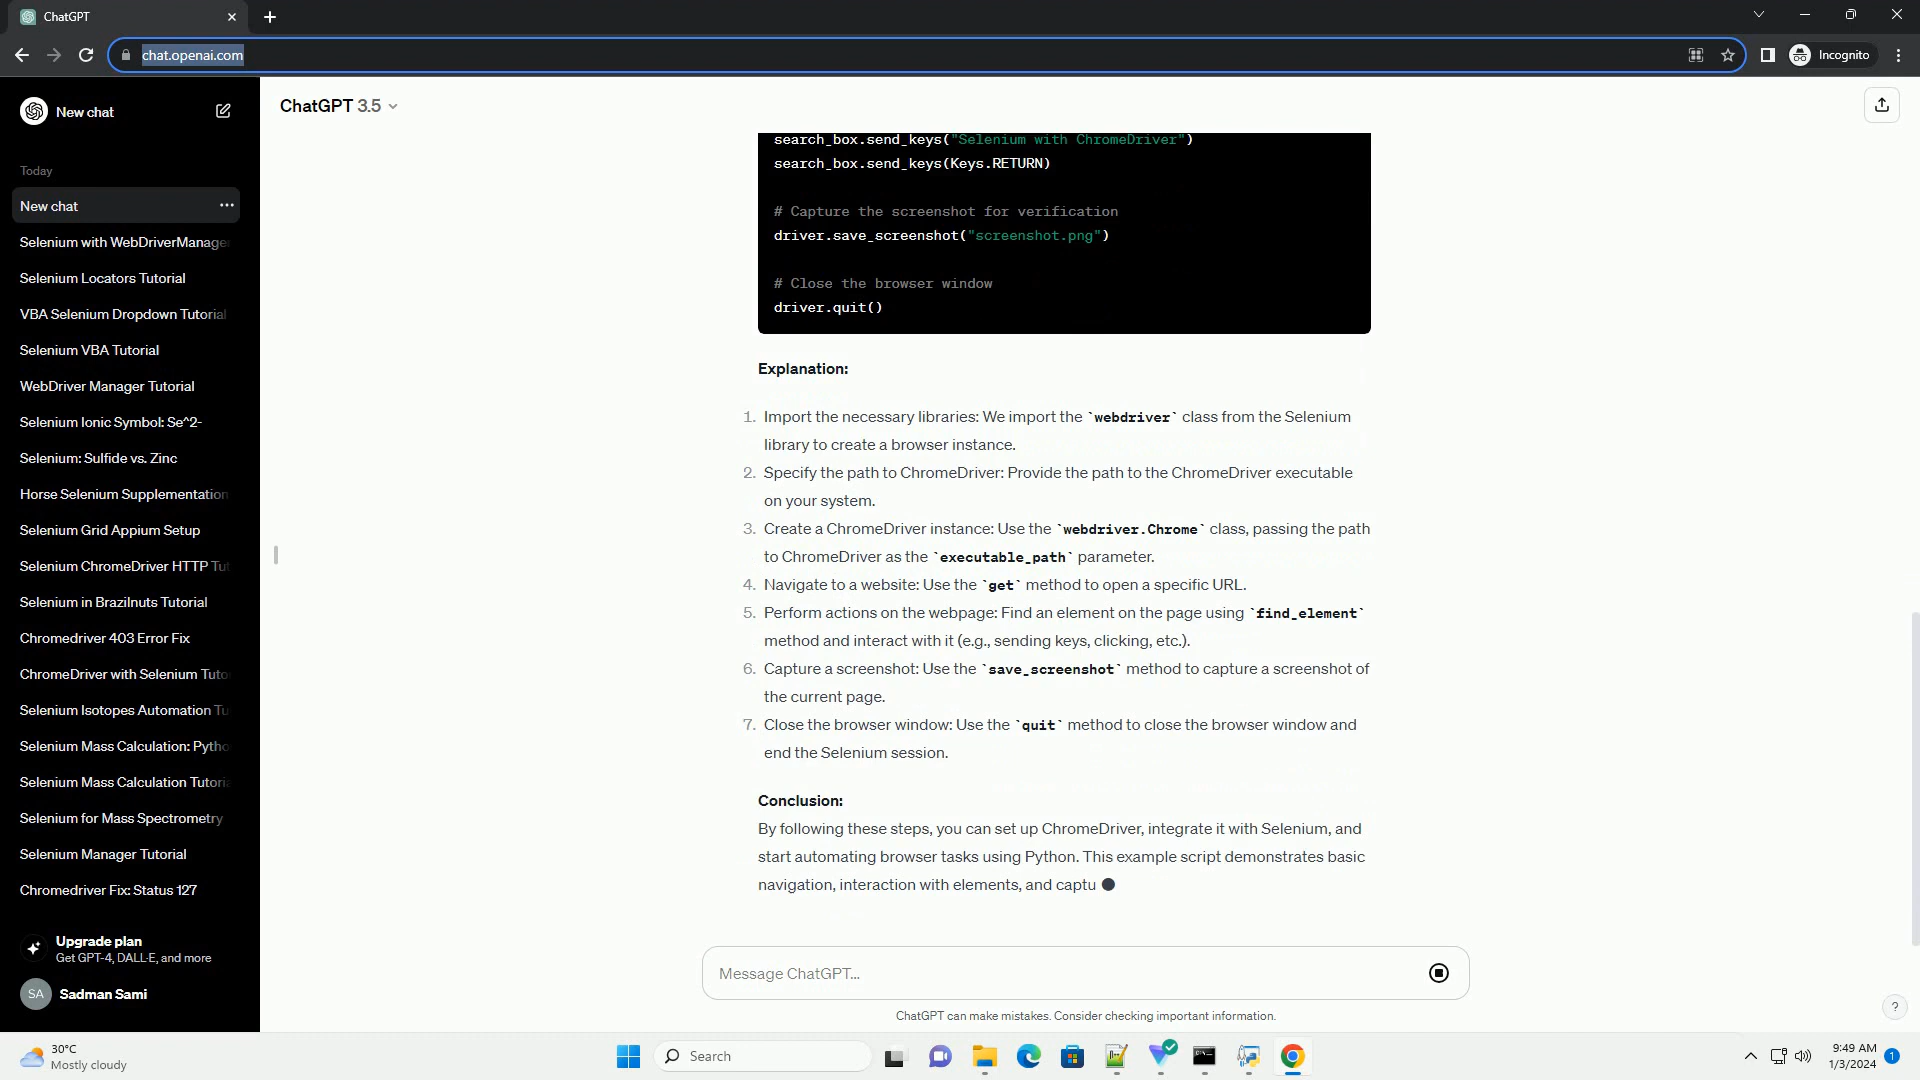 ChatGPT
chat.openai.com
Incognito
New chat
Today
New chat
Selenium with WebDriverManage
Selenium Locators Tutorial
VBA Selenium Dropdown Tutorial
Selenium VBA Tutorial
WebDriver Manager Tutorial
Selenium Ionic Symbol: Se^2-
Selenium: Sulfide vs. Zinc
Horse Selenium Supplementation
Selenium Grid Appium Setup
Selenium ChromeDriver HTTP Tut
Selenium in Brazilnuts Tutorial
Chromedriver 403 Error Fix
ChromeDriver with Selenium Tuto
Selenium Isotopes Automation Tu
Selenium Mass Calculation: Pytho
Selenium Mass Calculation Tutoria
Selenium for Mass Spectrometry
Selenium Manager Tutorial
Chromedriver Fix: Status 127
Upgrade plan
Get GPT-4, DALL·E, and more
SA
Sadman Sami
ChatGPT 3.5
search_box.send_keys("Selenium with ChromeDriver")
search_box.send_keys(Keys.RETURN)
# Capture the screenshot for verification
driver.save_screenshot("screenshot.png")
# Close the browser window
driver.quit()
Explanation:
1. Import the necessary libraries: We import the `webdriver` class from the Selenium
library to create a browser instance.
2. Specify the path to ChromeDriver: Provide the path to the ChromeDriver executable
on your system.
3. Create a ChromeDriver instance: Use the `webdriver.Chrome` class, passing the path
to ChromeDriver as the `executable_path` parameter.
4. Navigate to a website: Use the `get` method to open a specific URL.
5. Perform actions on the webpage: Find an element on the page using `find_element`
method and interact with it (e.g., sending keys, clicking, etc.).
6. Capture a screenshot: Use the `save_screenshot` method to capture a screenshot of
the current page.
7. Close the browser window: Use the `quit` method to close the browser window and
end the Selenium session.
Conclusion:
By following these steps, you can set up ChromeDriver, integrate it with Selenium, and
start automating browser tasks using Python. This example script demonstrates basic
navigation, interaction with elements, and captu
Message ChatGPT...
ChatGPT can make mistakes. Consider checking important information.
?
30°C
Mostly cloudy
Search
9:49 AM
1/3/2024
1